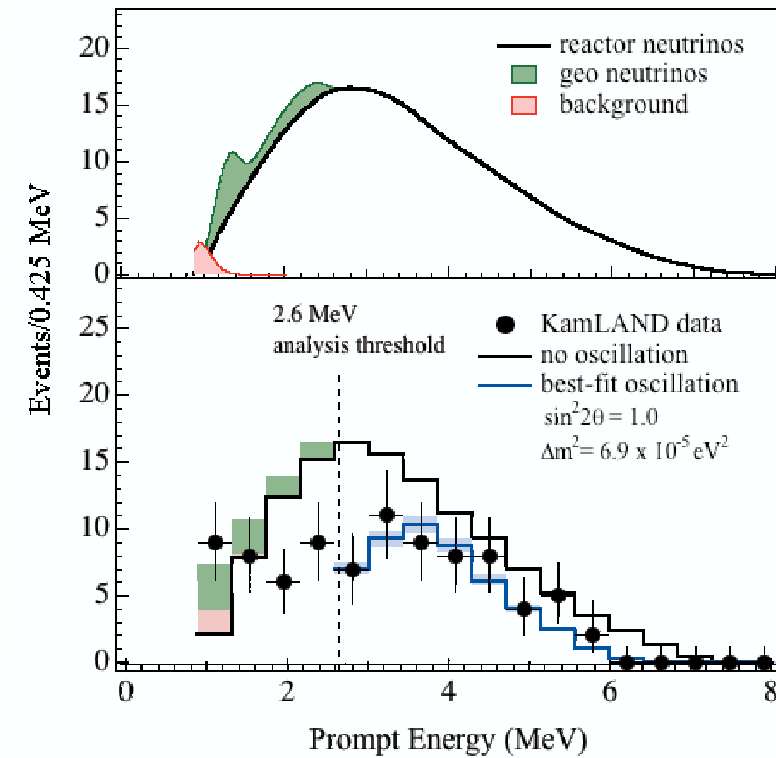 20
15
10
5
0
reactor neutrinos
geo neutrinos
background
Events/0.425 MeV
25
20
15
10
5
0
2.6 MeV
analysis threshold
KamLAND data
no oscillation
best-fit oscillation
sin²2θ = 1.0
Δm²= 6.9 x 10⁻⁵ eV²
0 2 4 6 8
Prompt Energy (MeV)